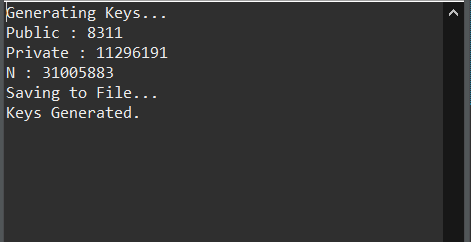 Generating Keys...
Public : 8311
Private : 11296191
N : 31005883
Saving to File...
Keys Generated.